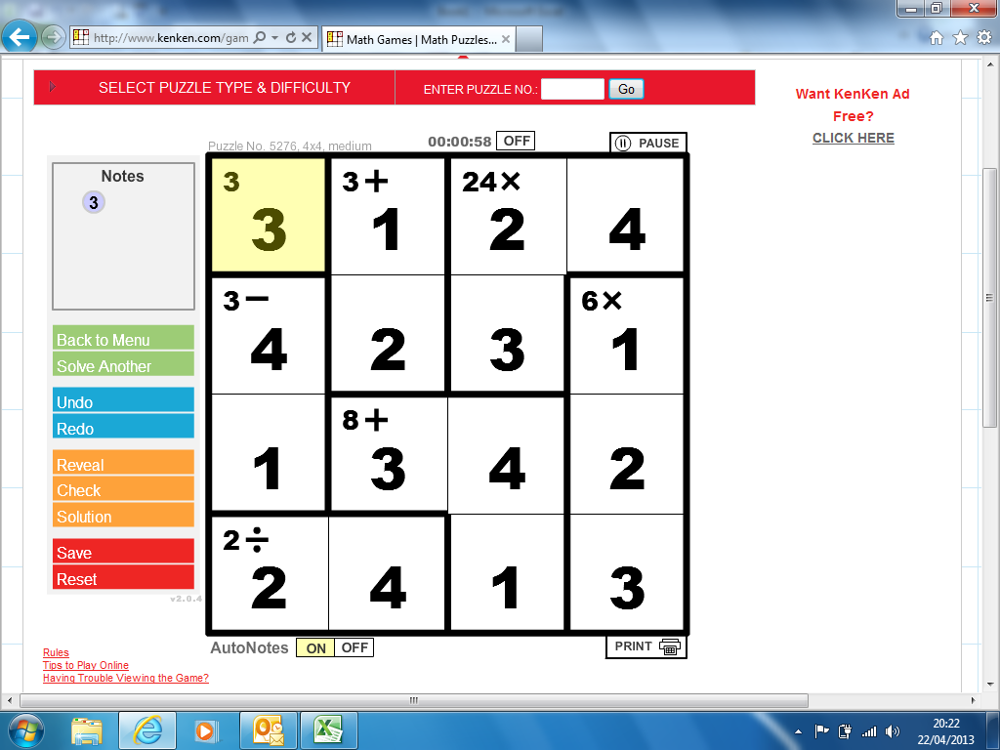 http://www.kenken.com/gam
Math Games | Math Puzzles...
SELECT PUZZLE TYPE & DIFFICULTY
ENTER PUZZLE NO.:
Go
Want KenKen Ad
Free?
CLICK HERE
Puzzle No. 5276, 4x4, medium
00:00:58
OFF
PAUSE
Notes
3
3
3+
24×
3 1 2 4
3−
6×
4 2 3 1
8+
1 3 4 2
2÷
2 4 1 3
Back to Menu
Solve Another
Undo
Redo
Reveal
Check
Solution
Save
Reset
v2.0.4
AutoNotes ON OFF
PRINT
Rules
Tips to Play Online
Having Trouble Viewing the Game?
20:22
22/04/2013